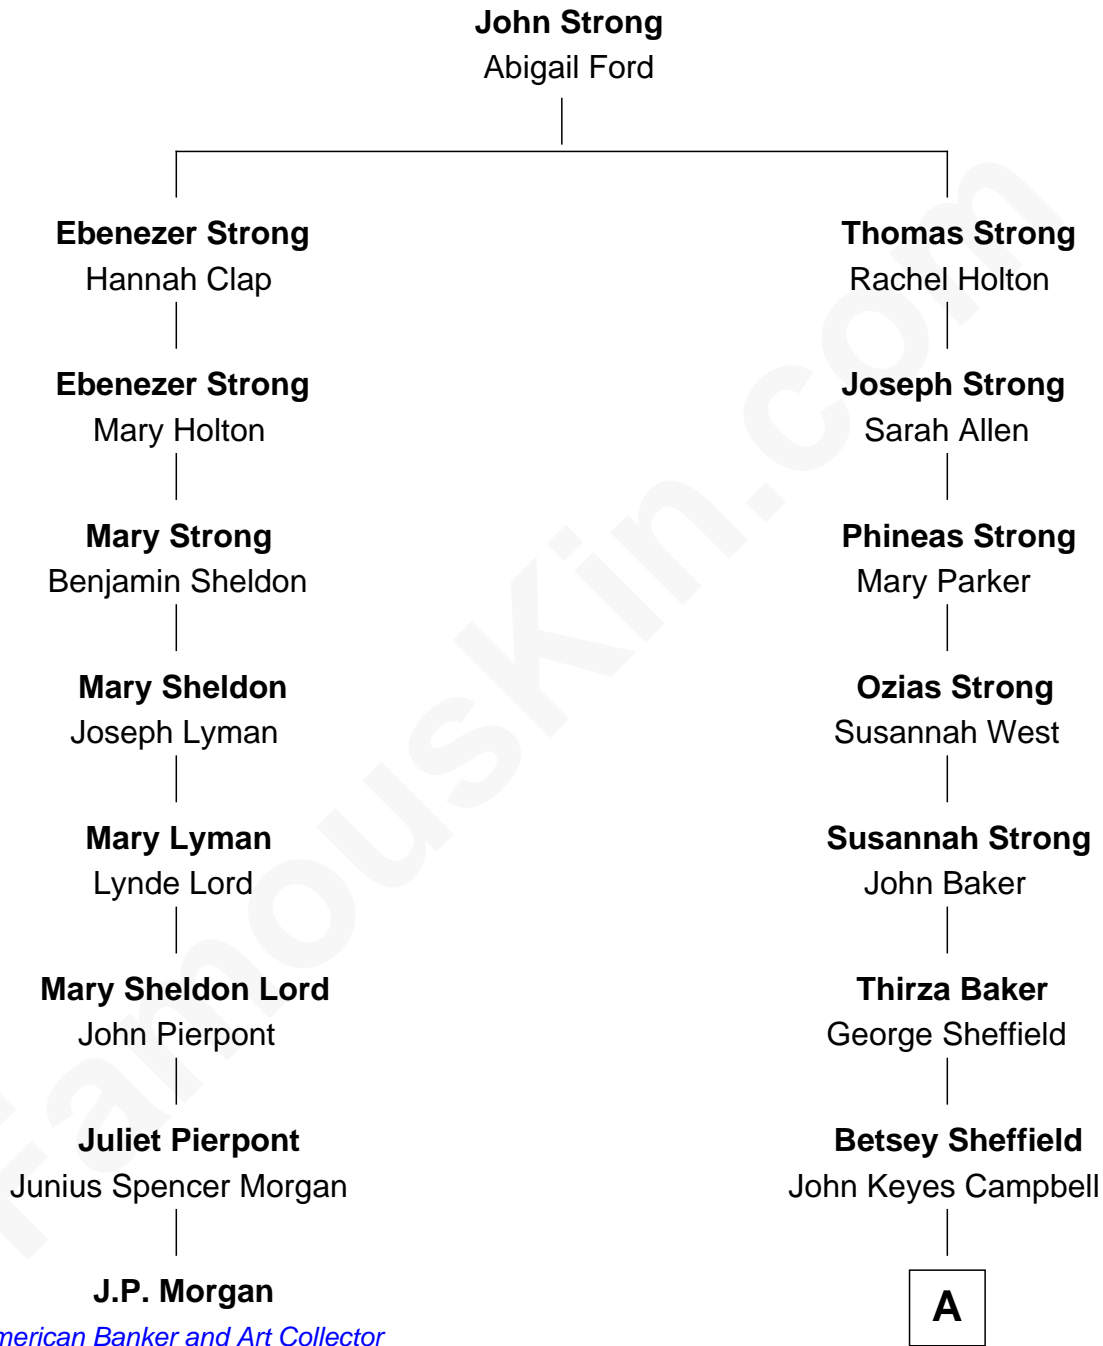 John Strong
Abigail Ford
Ebenezer Strong
Hannah Clap
Thomas Strong
Rachel Holton
Ebenezer Strong
Mary Holton
Joseph Strong
Sarah Allen
Mary Strong
Benjamin Sheldon
Phineas Strong
Mary Parker
Mary Sheldon
Joseph Lyman
Ozias Strong
Susannah West
Mary Lyman
Lynde Lord
Susannah Strong
John Baker
Mary Sheldon Lord
John Pierpont
Thirza Baker
George Sheffield
Juliet Pierpont
Junius Spencer Morgan
Betsey Sheffield
John Keyes Campbell
J.P. Morgan
merican Banker and Art Collector
A
FamousKin.com